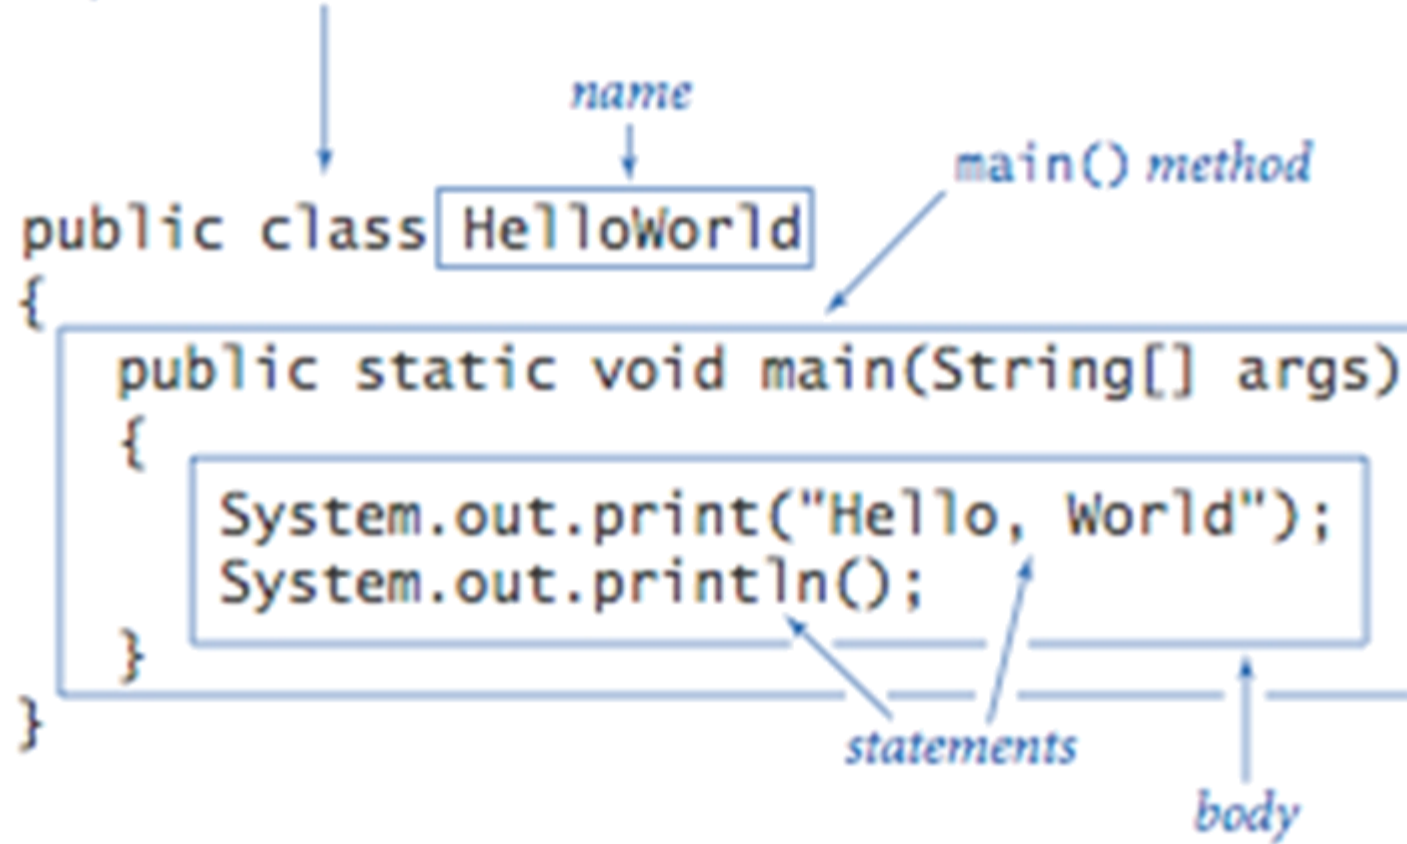 name
main() method
public class HelloWorld
{
public static void main(String[] args)
{
System.out.print("Hello, World");
System.out.println();
}
}
statements
body